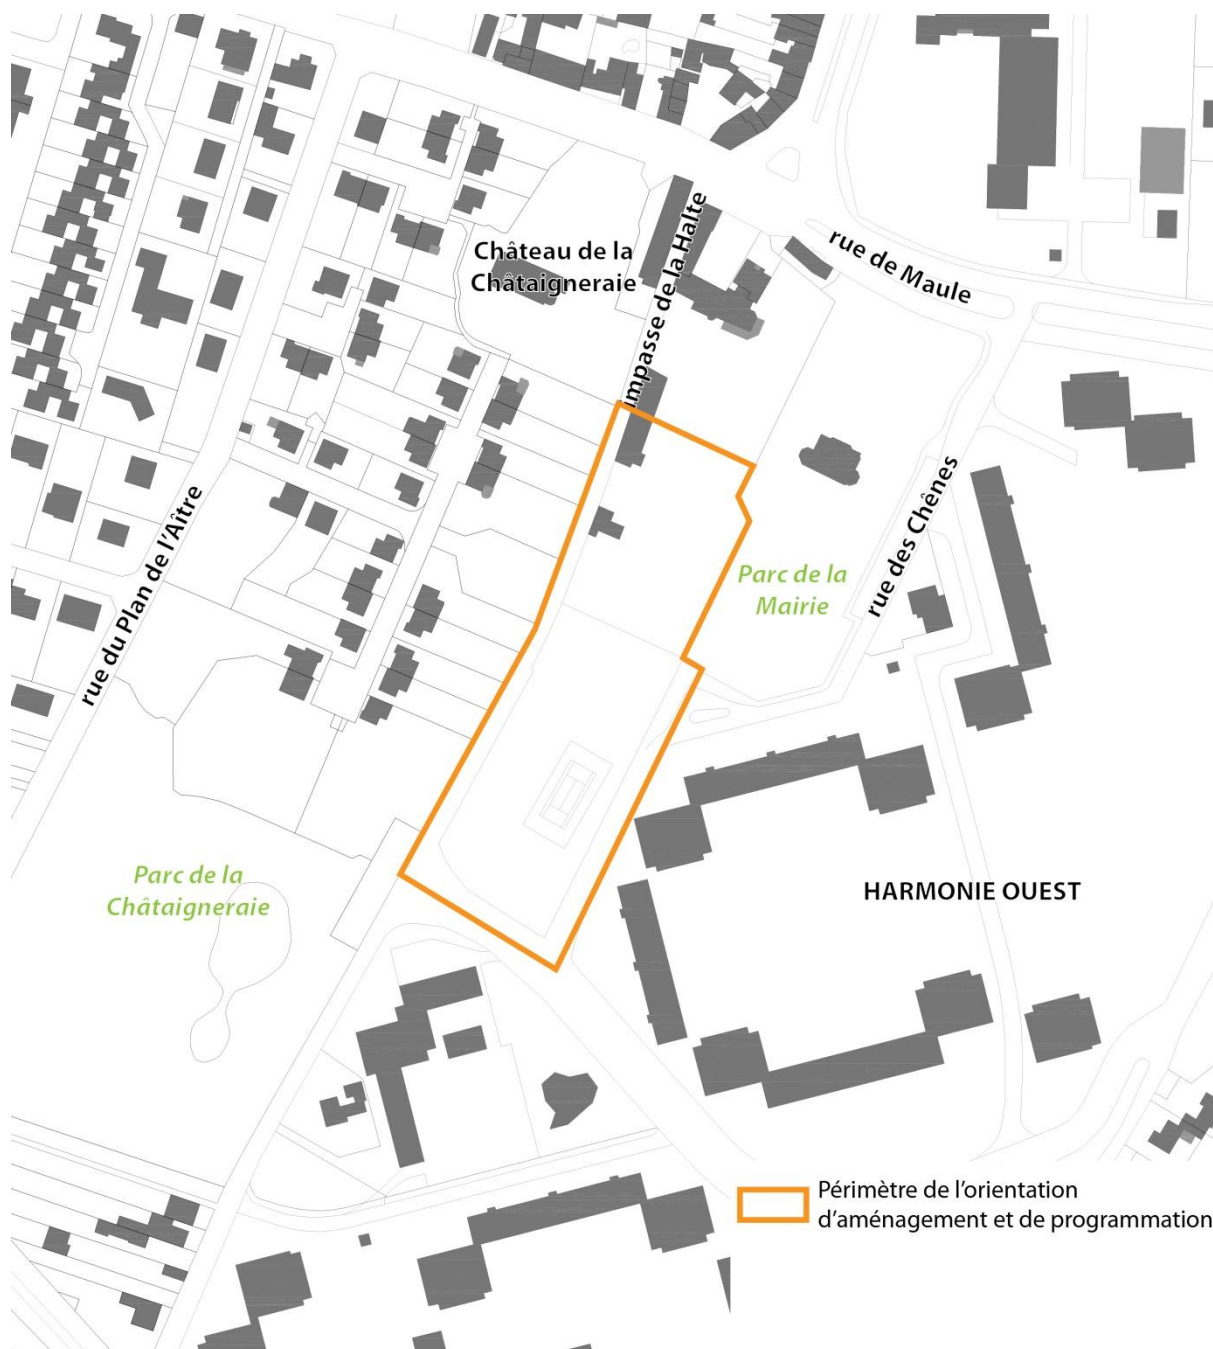 Château de la
Châtaigneraie
impasse de la Halte
rue de Maule
rue du Plan de l'Aître
rue des Chênes
Parc de la
Mairie
Parc de la
Châtaigneraie
HARMONIE OUEST
Périmètre de l'orientation
d'aménagement et de programmation